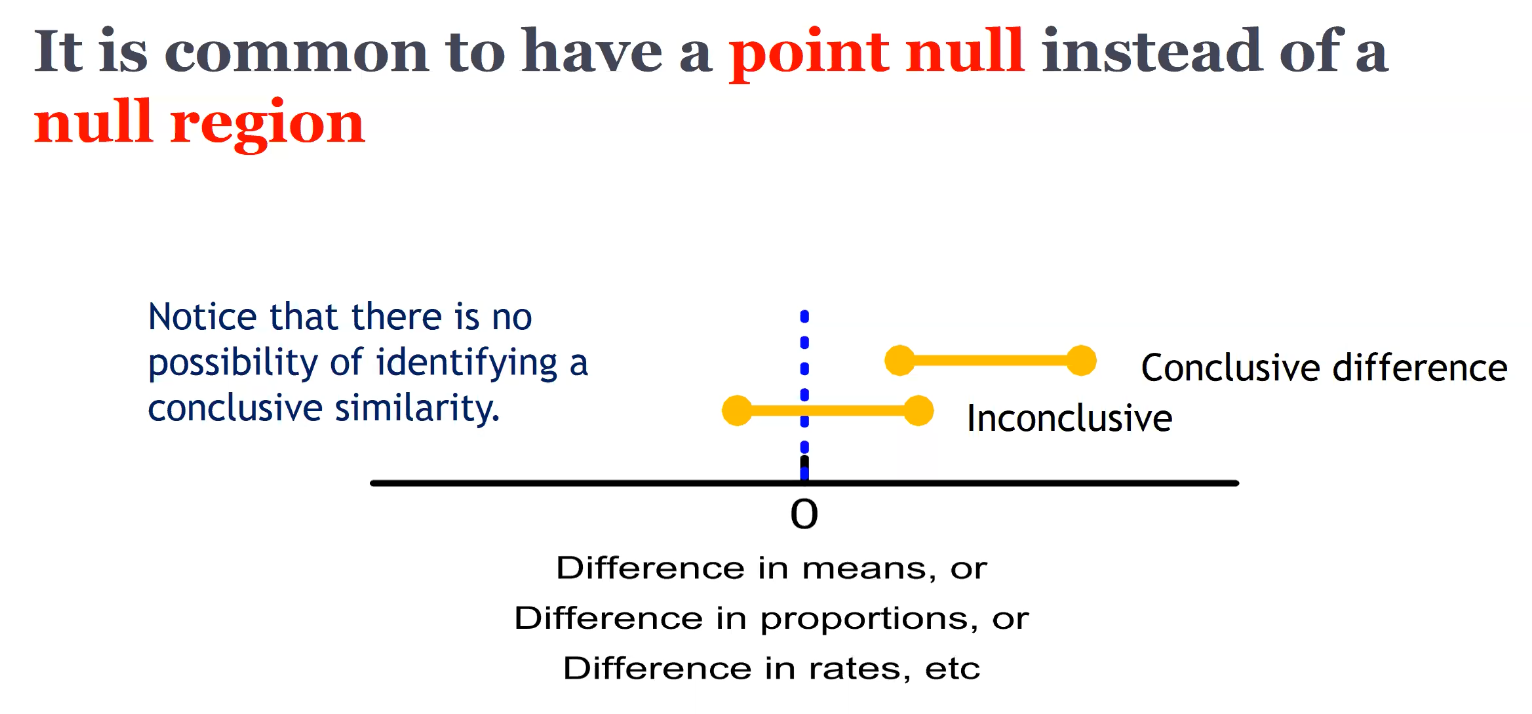 It is common to have a point null instead of a
null region
Notice that there is no
possibility of identifying a
conclusive similarity.
Conclusive difference
Inconclusive
0
Difference in means, or
Difference in proportions, or
Difference in rates, etc